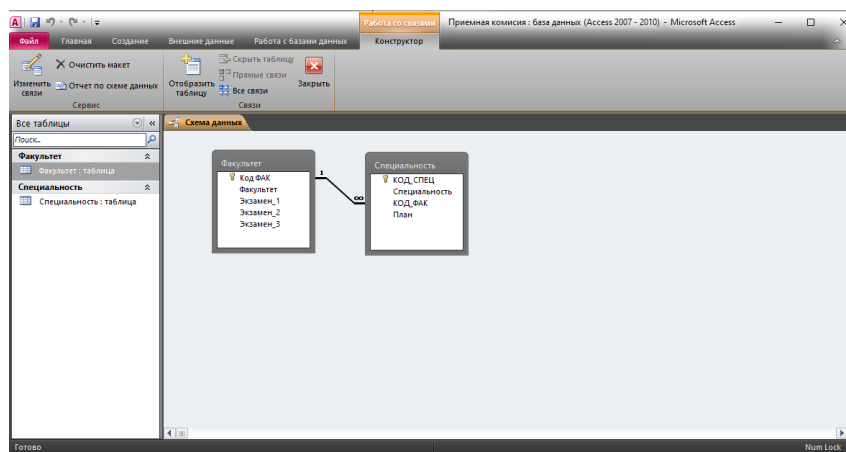 Работа со связями
Приемная комисия : база данных (Access 2007 - 2010) - Microsoft Access
Файл
Главная
Создание
Внешние данные
Работа с базами данных
Конструктор
Изменить связи
Очистить макет
Отчет по схеме данных
Сервис
Отобразить таблицу
Скрыть таблицу
Прямые связи
Все связи
Закрыть
Связи
Все таблицы
Поиск...
Факультет
Факультет : таблица
Специальность
Специальность : таблица
Схема данных
Факультет
Код ФАК
Факультет
Экзамен_1
Экзамен_2
Экзамен_3
1
∞
Специальность
КОД_СПЕЦ
Специальность
КОД_ФАК
План
Готово
Num Lock